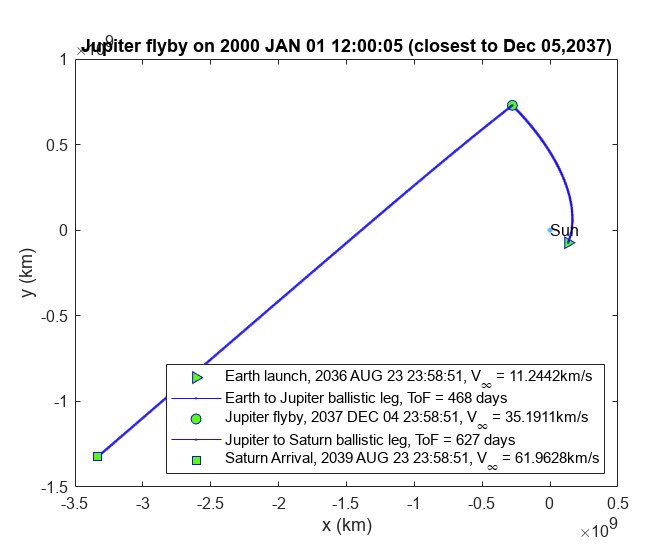 Jupiter flyby on 2000 JAN 01 12:00:05 (closest to Dec 05,2037)
×10^9
1
0.5
0
-0.5
-1
-1.5
y (km)
Sun
Earth launch, 2036 AUG 23 23:58:51, V∞ = 11.2442km/s
Earth to Jupiter ballistic leg, ToF = 468 days
Jupiter flyby, 2037 DEC 04 23:58:51, V∞ = 35.1911km/s
Jupiter to Saturn ballistic leg, ToF = 627 days
Saturn Arrival, 2039 AUG 23 23:58:51, V∞ = 61.9628km/s
-3.5 -3 -2.5 -2 -1.5 -1 -0.5 0 0.5
x (km)
×10^9